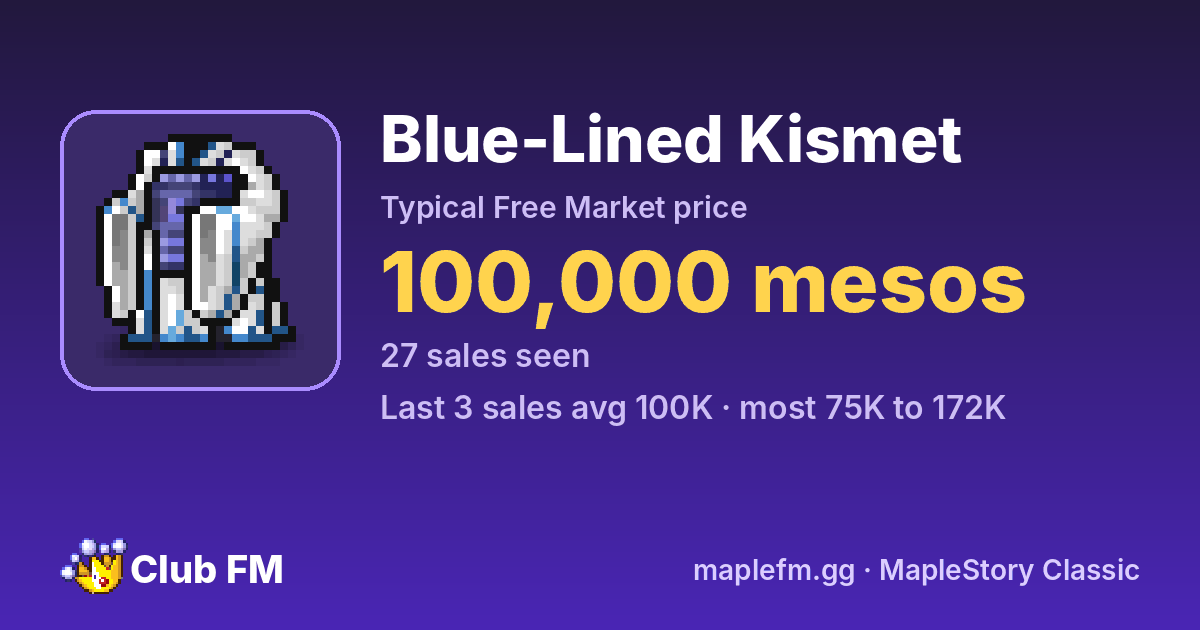 Blue-Lined Kismet
Typical Free Market price
100,000 mesos
27 sales seen
Last 3 sales avg 100K · most 75K to 172K
Club FM
maplefm.gg · MapleStory Classic